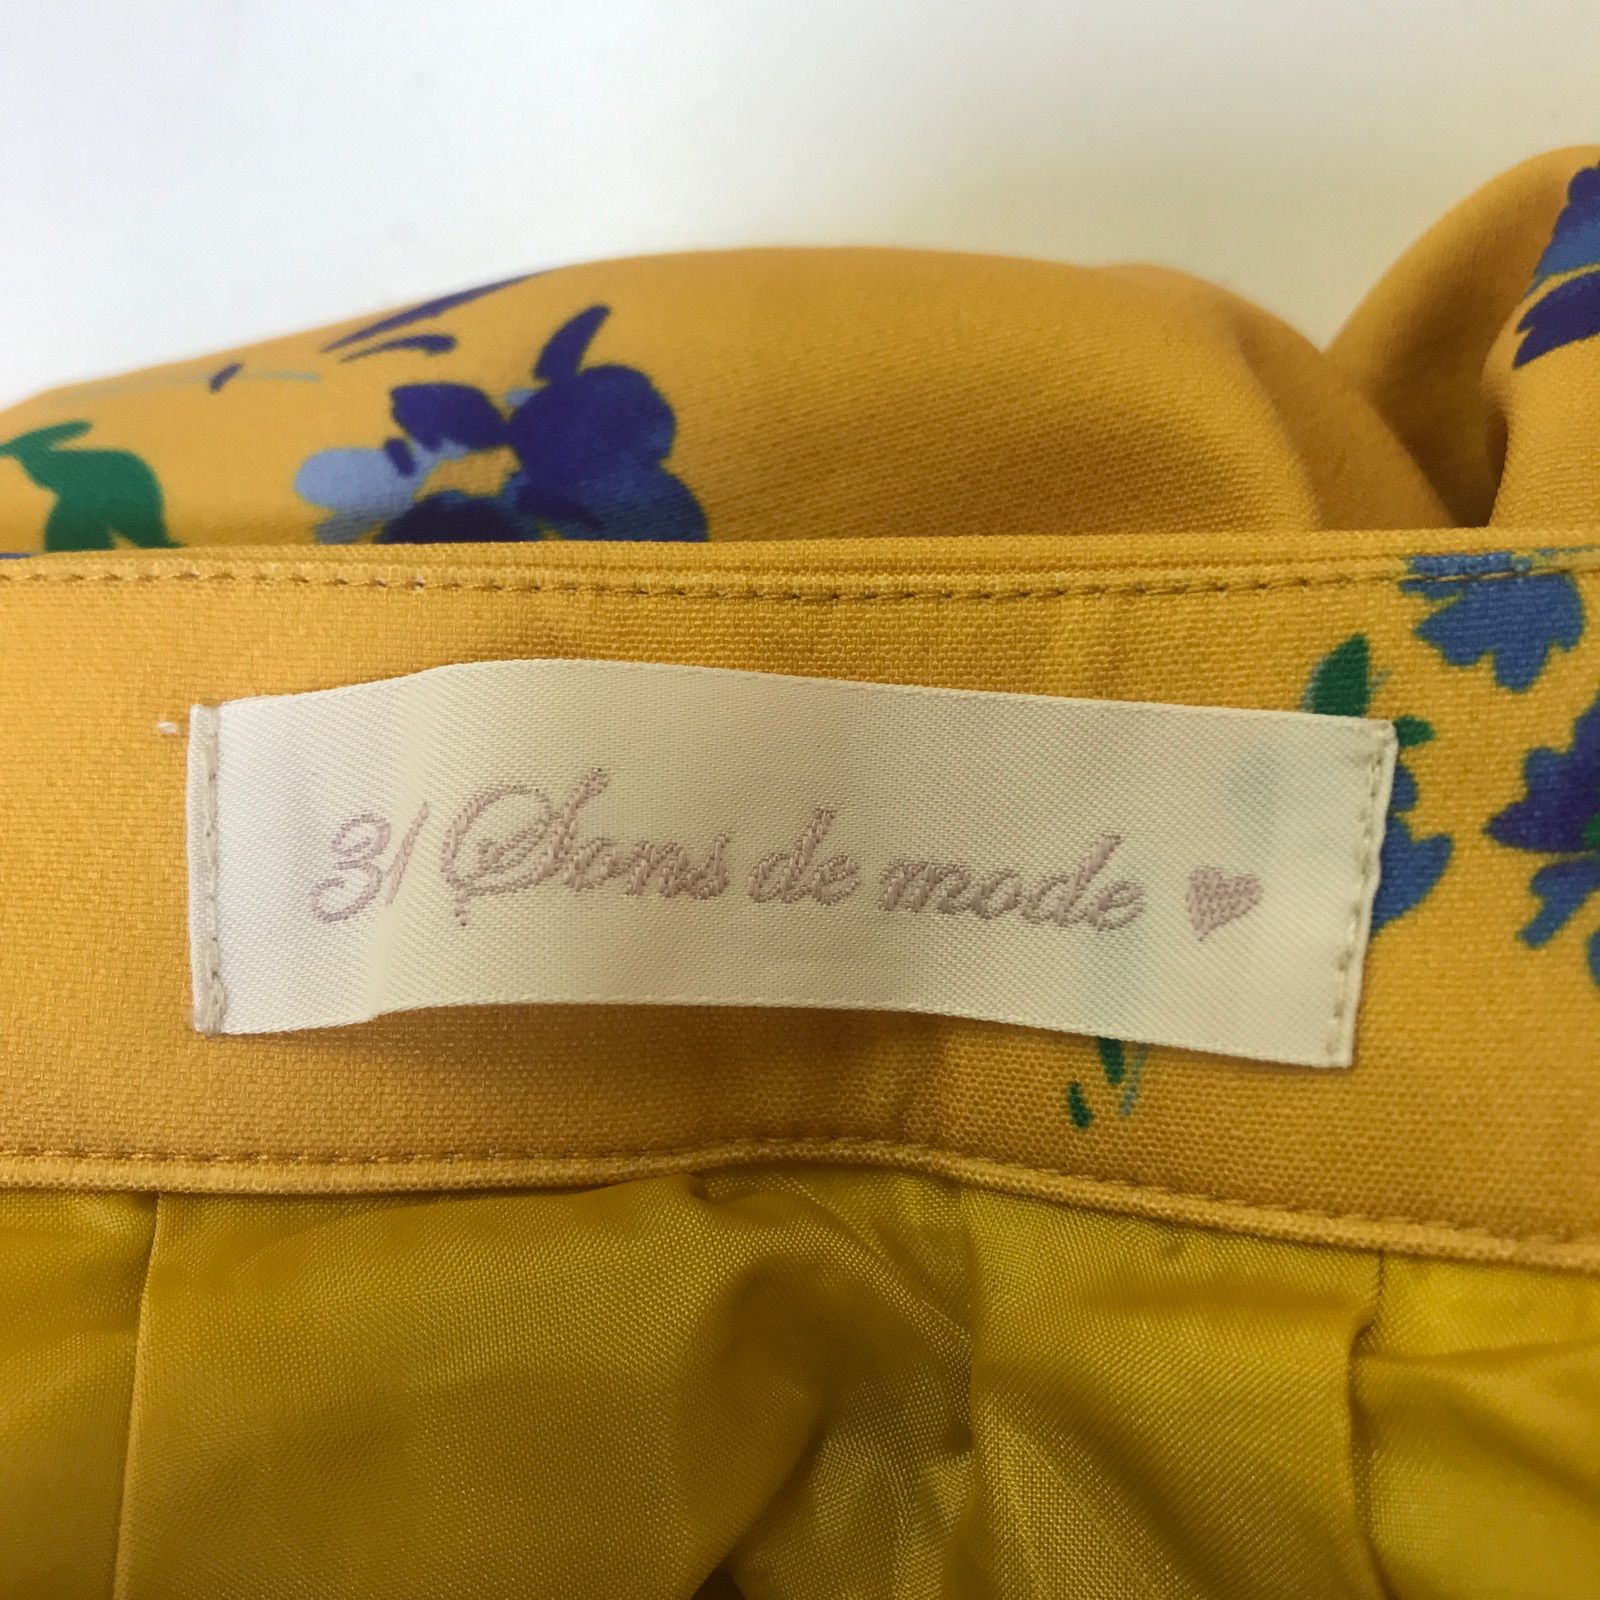 31 Sons de mode ♥